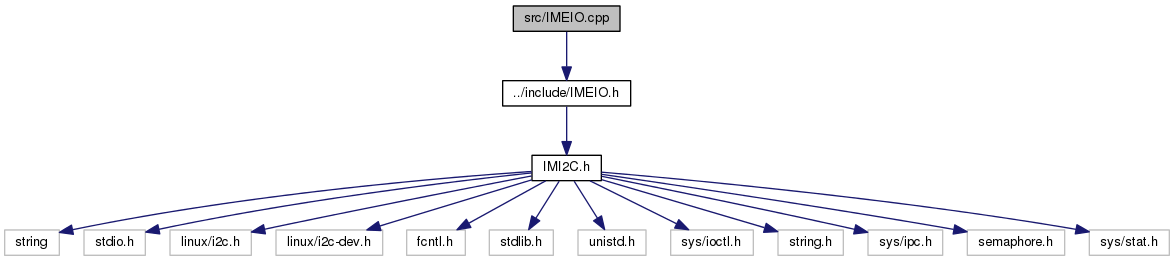 src/IMEIO.cpp
../include/IMEIO.h
IMI2C.h
string
stdio.h
linux/i2c.h
linux/i2c-dev.h
fcntl.h
stdlib.h
unistd.h
sys/ioctl.h
string.h
sys/ipc.h
semaphore.h
sys/stat.h